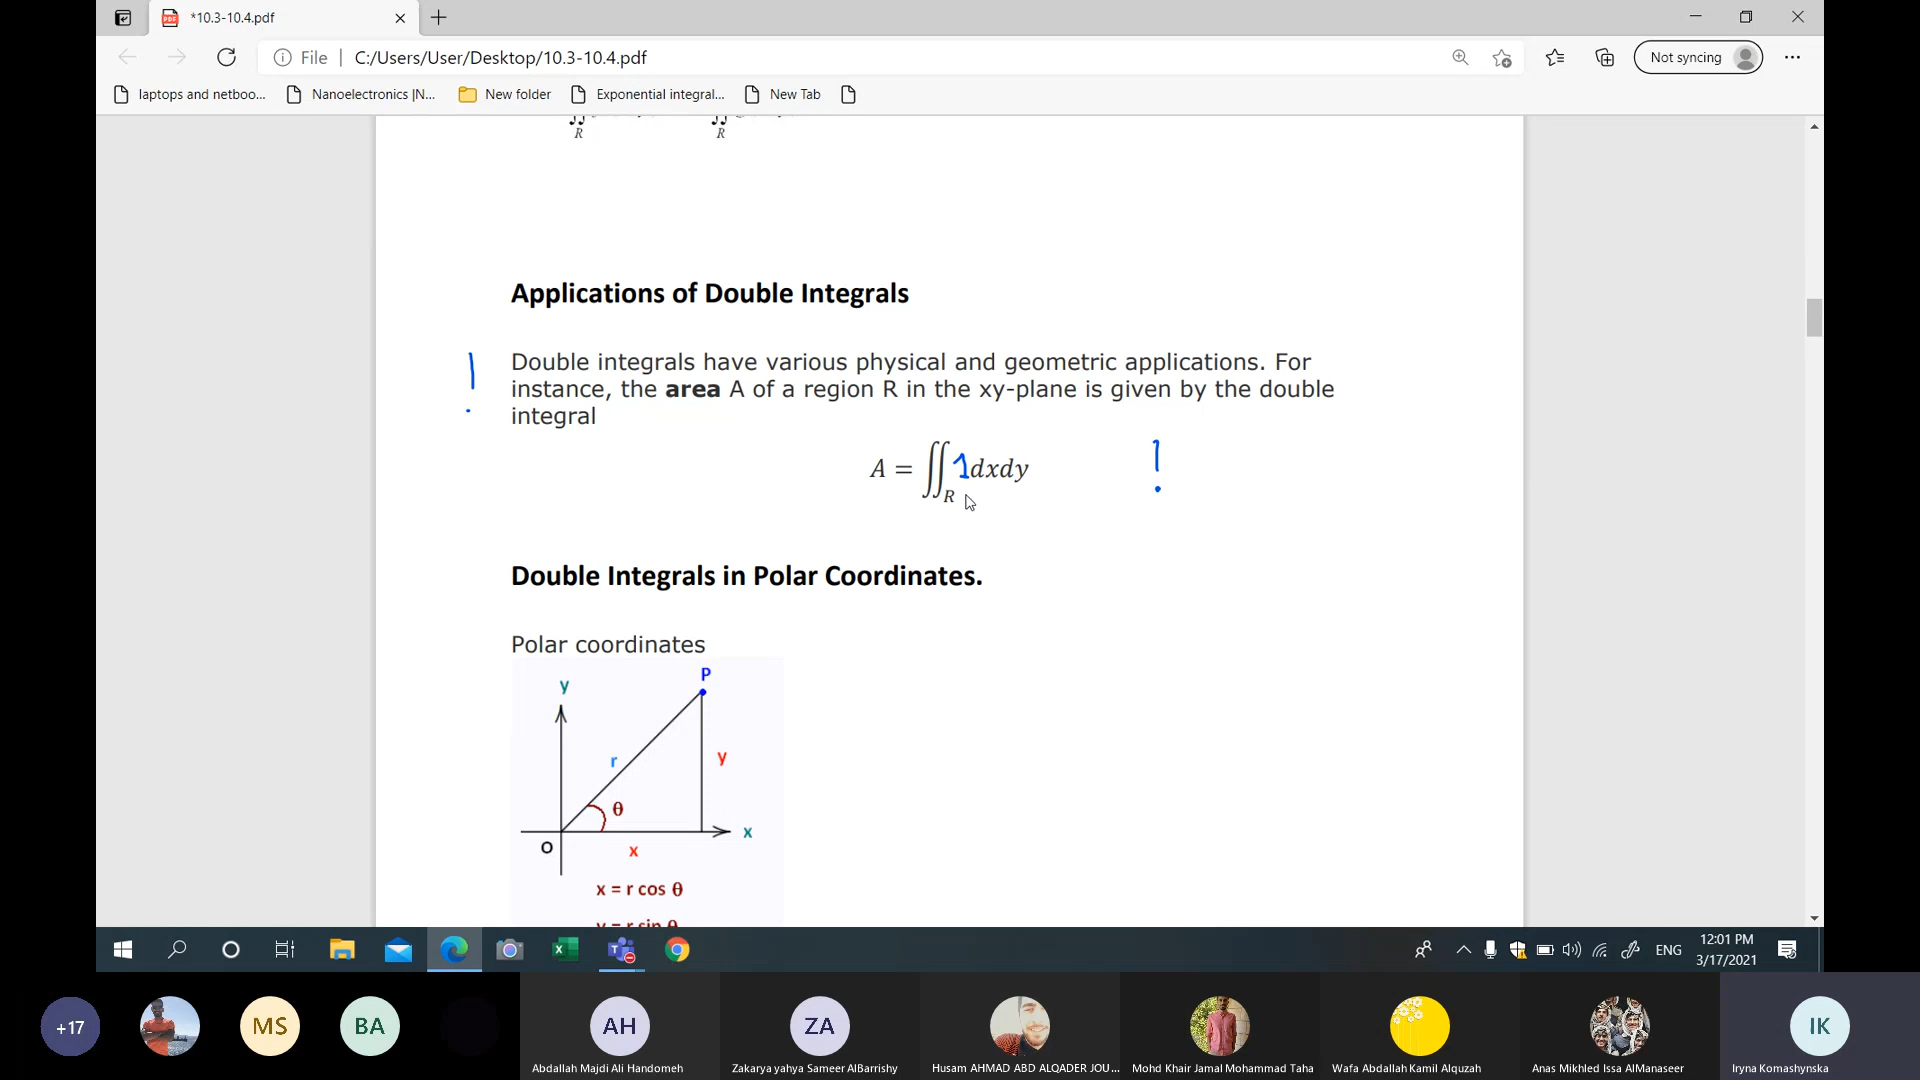 *10.3-10.4.pdf
File | C:/Users/User/Desktop/10.3-10.4.pdf
Not syncing
laptops and netboo... Nanoelectronics |N... New folder Exponential integral... New Tab
R R
Applications of Double Integrals
! Double integrals have various physical and geometric applications. For
instance, the area A of a region R in the xy-plane is given by the double
integral
A = ∬R 1dxdy !
Double Integrals in Polar Coordinates.
Polar coordinates
P
y
r
y
θ
O
x
x
x = r cos θ
y = r sin θ
ENG
12:01 PM
3/17/2021
+17 MS BA AH ZA IK
Abdallah Majdi Ali Handomeh Zakarya yahya Sameer AlBarrishy Husam AHMAD ABD ALQADER JOU... Mohd Khair Jamal Mohammad Taha Wafa Abdallah Kamil Alquzah Anas Mikhled Issa AlManaseer Iryna Komashynska